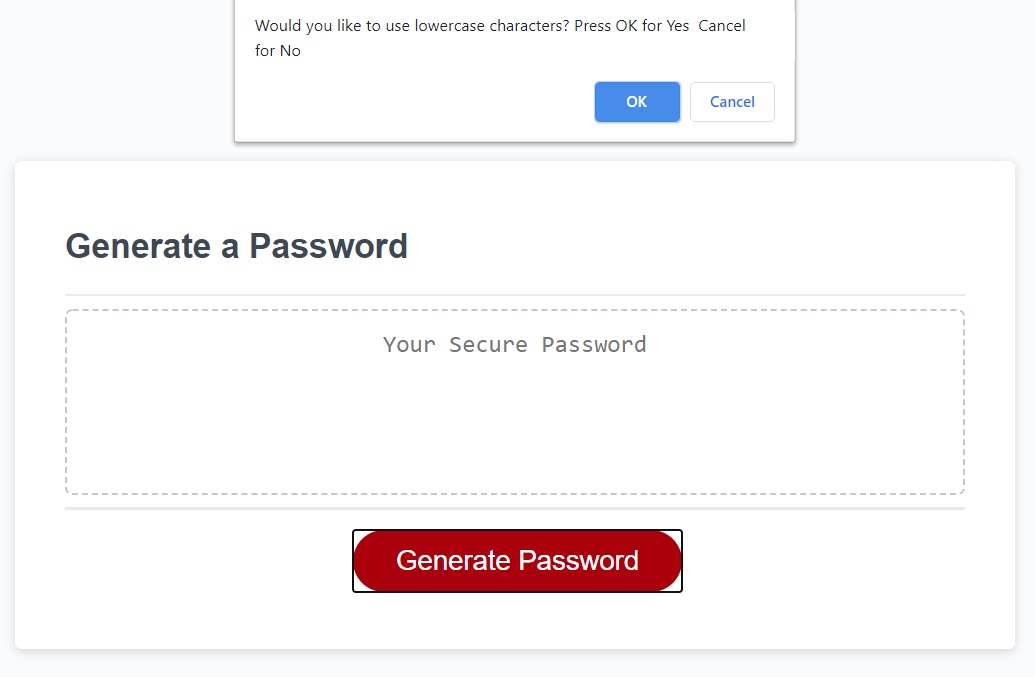 Would you like to use lowercase characters? Press OK for Yes  Cancel
for No
OK
Cancel
Generate a Password
Your Secure Password
Generate Password